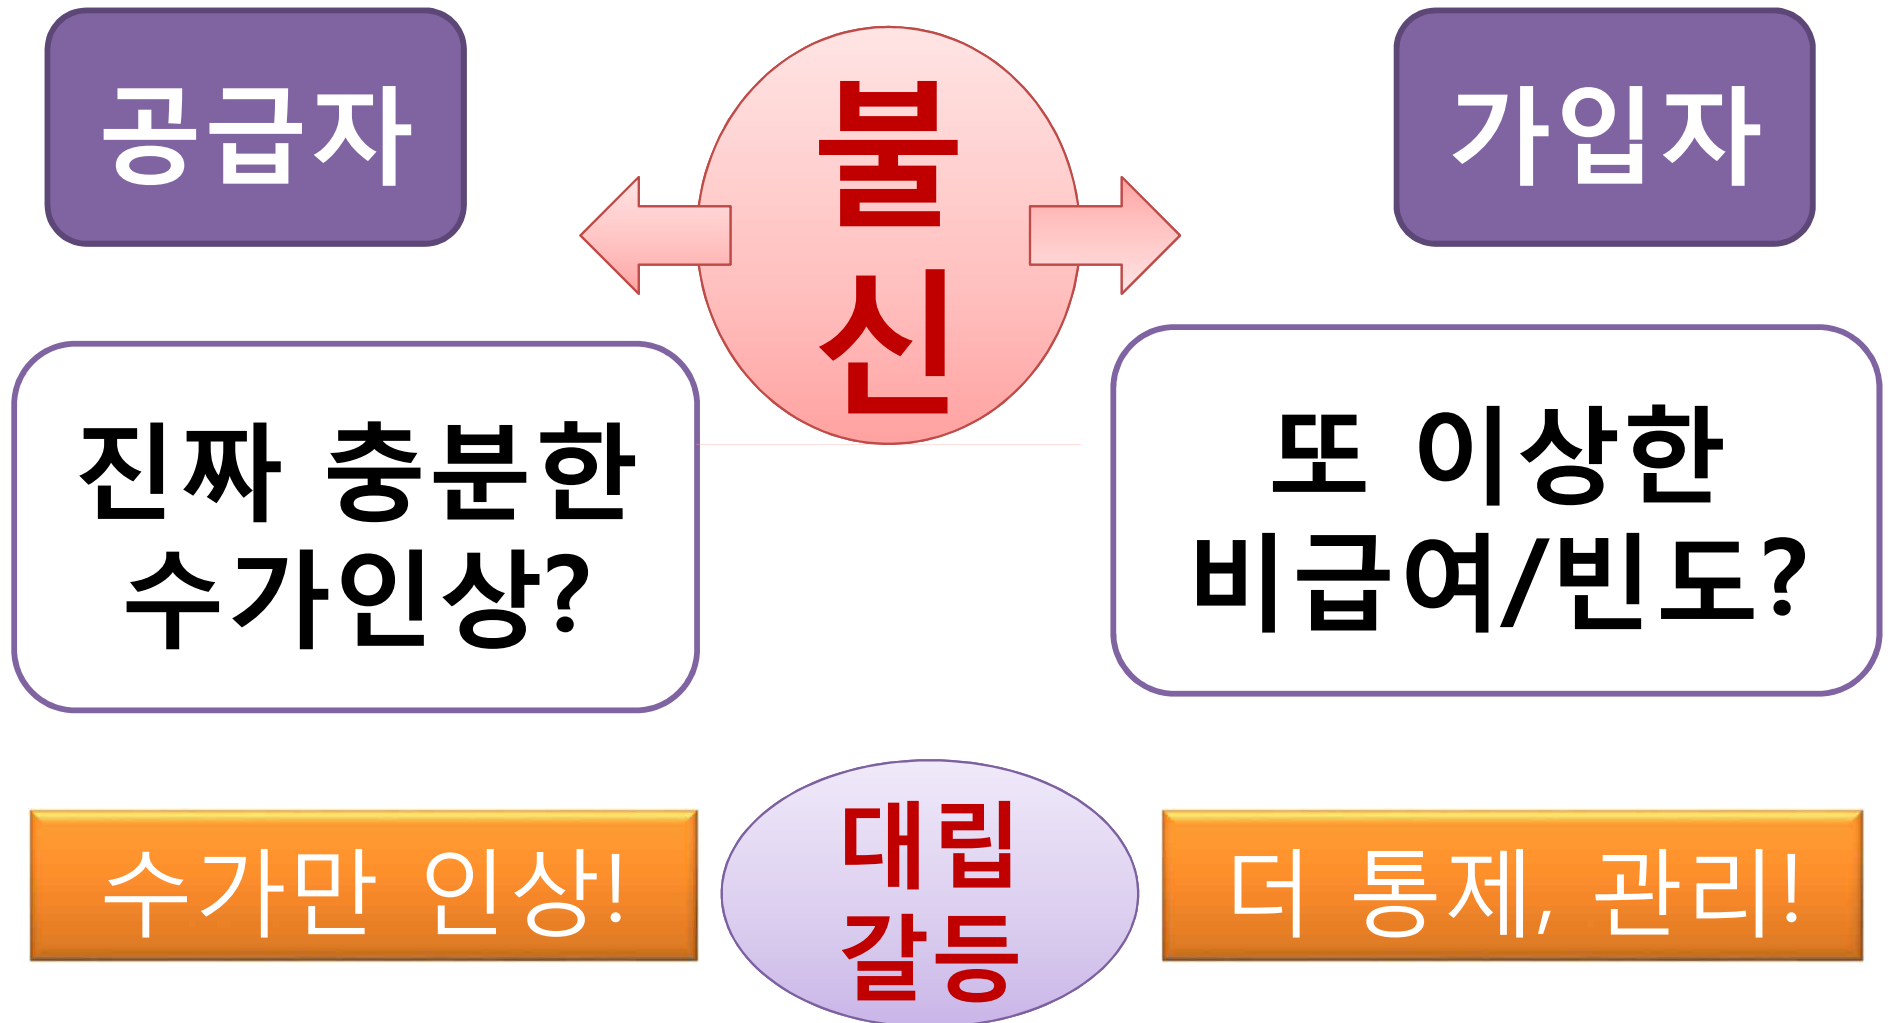 공급자
불
신
가입자
진짜 충분한
수가인상?
또 이상한
비급여/빈도?
수가만 인상!
대립
갈등
더 통제, 관리!